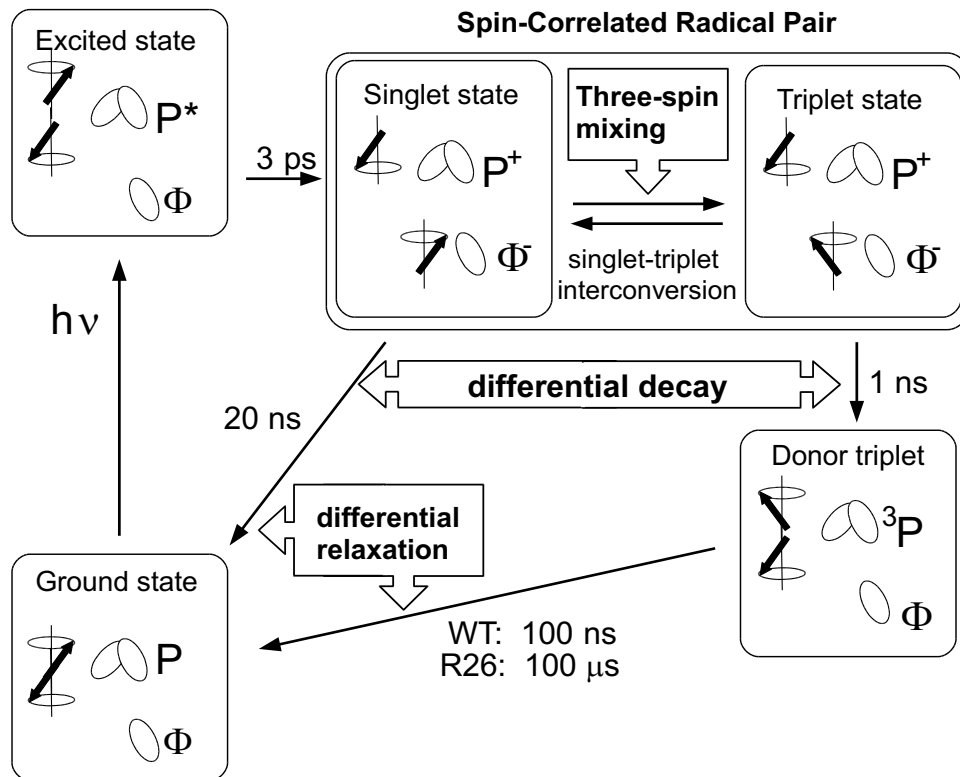 Spin-Correlated Radical Pair
Excited state
P*
Φ
3 ps
Singlet state
P⁺
Φ⁻
Three-spin
mixing
singlet-triplet
interconversion
Triplet state
P⁺
Φ⁻
hν
differential decay
20 ns
1 ns
differential
relaxation
Donor triplet
³P
Φ
WT: 100 ns
R26: 100 μs
Ground state
P
Φ